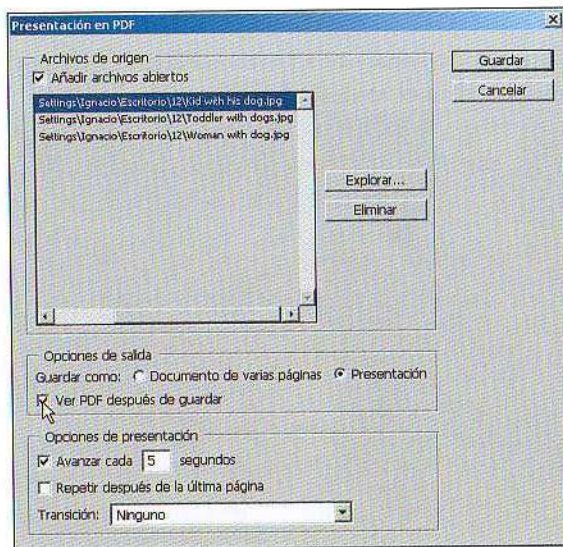 Presentación en PDF
Archivos de origen
Añadir archivos abiertos
Guardar
Cancelar
Settings\Ignacio\Escritorio\12\Kid with his dog.jpg
Settings\Ignacio\Escritorio\12\Toddler with dogs.jpg
Settings\Ignacio\Escritorio\12\Woman with dog.jpg
Explorar...
Eliminar
Opciones de salida
Guardar como: Documento de varias páginas Presentación
Ver PDF después de guardar
Opciones de presentación
Avanzar cada 5 segundos
Repetir después de la última página
Transición: Ninguno